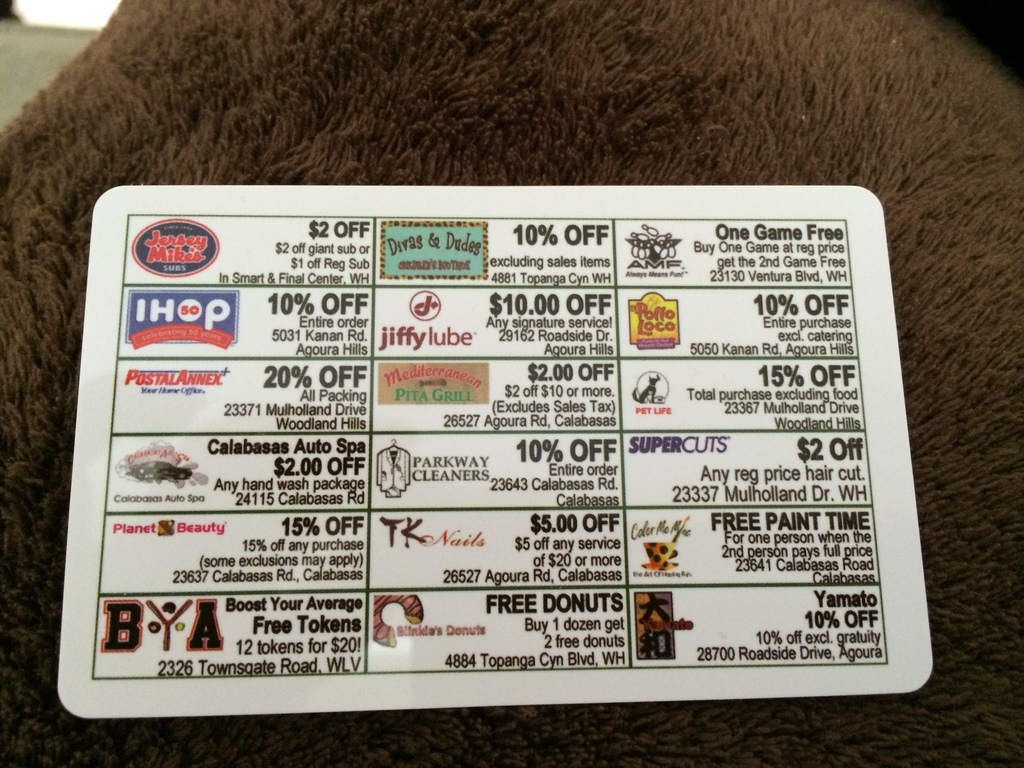 SINCE 1956
Jersey Mike's
SUBS
$2 OFF
$2 off giant sub or
$1 off Reg Sub
In Smart & Final Center, WH
Divas & Dudes
CHILDREN'S BOUTIQUE
10% OFF
excluding sales items
4881 Topanga Cyn WH
AMF
Always Means Fun!
One Game Free
Buy One Game at reg price
get the 2nd Game Free
23130 Ventura Blvd, WH
IHOP
50
celebrating 50 years
10% OFF
Entire order
5031 Kanan Rd.
Agoura Hills
jiffy lube
$10.00 OFF
Any signature service!
29162 Roadside Dr.
Agoura Hills
El Pollo Loco
10% OFF
Entire purchase
excl. catering
5050 Kanan Rd, Agoura Hills
POSTALANNEX+
Your Home Office.
20% OFF
All Packing
23371 Mulholland Drive
Woodland Hills
Mediterranean
PITA GRILL
$2.00 OFF
$2 off $10 or more.
(Excludes Sales Tax)
26527 Agoura Rd, Calabasas
PET LIFE
15% OFF
Total purchase excluding food
23367 Mulholland Drive
Woodland Hills
Calabasas Auto Spa
Calabasas Auto Spa
$2.00 OFF
Any hand wash package
24115 Calabasas Rd
PARKWAY
CLEANERS
10% OFF
Entire order
23643 Calabasas Rd.
Calabasas
SUPERCUTS
$2 Off
Any reg price hair cut.
23337 Mulholland Dr. WH
Planet Beauty
15% OFF
15% off any purchase
(some exclusions may apply)
23637 Calabasas Rd., Calabasas
TK Nails
$5.00 OFF
$5 off any service
of $20 or more
26527 Agoura Rd, Calabasas
Color Me Mine
The Art Of Having Fun.
FREE PAINT TIME
For one person when the
2nd person pays full price
23641 Calabasas Road
Calabasas
BYA
Boost Your Average
Free Tokens
12 tokens for $20!
2326 Townsgate Road, WLV
Blinkie's Donuts
FREE DONUTS
Buy 1 dozen get
2 free donuts
4884 Topanga Cyn Blvd, WH
大和
Yamato
Yamato
10% OFF
10% off excl. gratuity
28700 Roadside Drive, Agoura